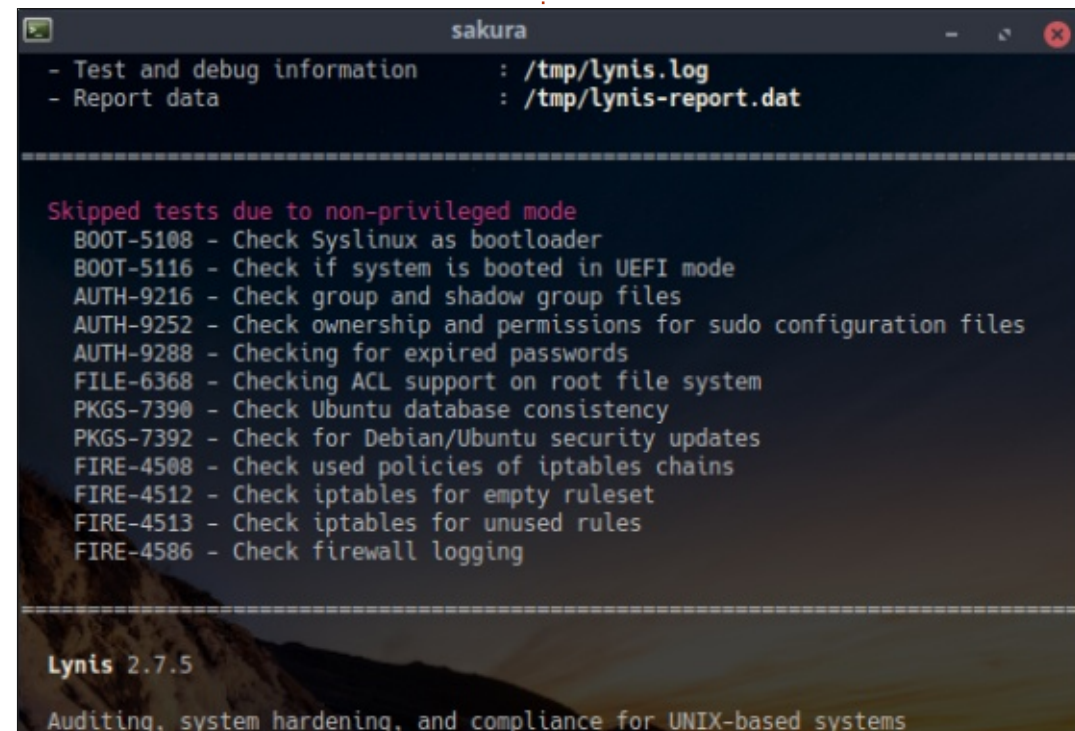 sakura
- Test and debug information : /tmp/lynis.log
- Report data : /tmp/lynis-report.dat
================================================================================
Skipped tests due to non-privileged mode
BOOT-5108 - Check Syslinux as bootloader
BOOT-5116 - Check if system is booted in UEFI mode
AUTH-9216 - Check group and shadow group files
AUTH-9252 - Check ownership and permissions for sudo configuration files
AUTH-9288 - Checking for expired passwords
FILE-6368 - Checking ACL support on root file system
PKGS-7390 - Check Ubuntu database consistency
PKGS-7392 - Check for Debian/Ubuntu security updates
FIRE-4508 - Check used policies of iptables chains
FIRE-4512 - Check iptables for empty ruleset
FIRE-4513 - Check iptables for unused rules
FIRE-4586 - Check firewall logging
================================================================================
Lynis 2.7.5
Auditing, system hardening, and compliance for UNIX-based systems